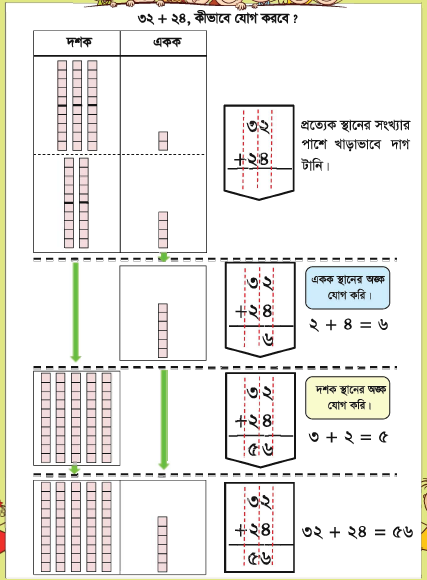 ৩২ + ২৪, কীভাবে যোগ করবে ?
দশক একক
৩২
+২৪
প্রত্যেক স্থানের সংখ্যার
পাশে খাড়াভাবে দাগ
টানি।
৩২
+২৪
৬
একক স্থানের অঙ্ক
যোগ করি।
২ + ৪ = ৬
৩২
+২৪
৫৬
দশক স্থানের অঙ্ক
যোগ করি।
৩ + ২ = ৫
৩২
+২৪
৫৬
৩২ + ২৪ = ৫৬